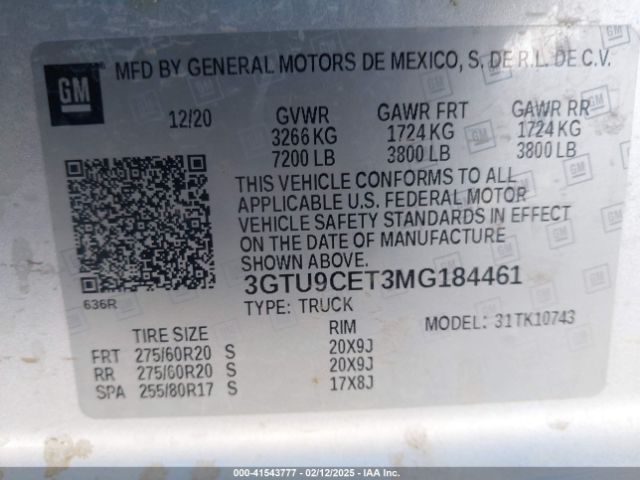 GM
MFD BY GENERAL MOTORS DE MEXICO, S. DE R.L. DE C.V.
12/20 GVWR GAWR FRT GAWR RR
3266 KG 1724 KG 1724 KG
7200 LB 3800 LB 3800 LB
THIS VEHICLE CONFORMS TO ALL
APPLICABLE U.S. FEDERAL MOTOR
VEHICLE SAFETY STANDARDS IN EFFECT
ON THE DATE OF MANUFACTURE
SHOWN ABOVE.
3GTU9CET3MG184461
636R TYPE: TRUCK MODEL: 31TK10743
TIRE SIZE RIM
FRT 275/60R20 S 20X9J
RR 275/60R20 S 20X9J
SPA 255/80R17 S 17X8J
000-41543777 - 02/12/2025 - IAA Inc.